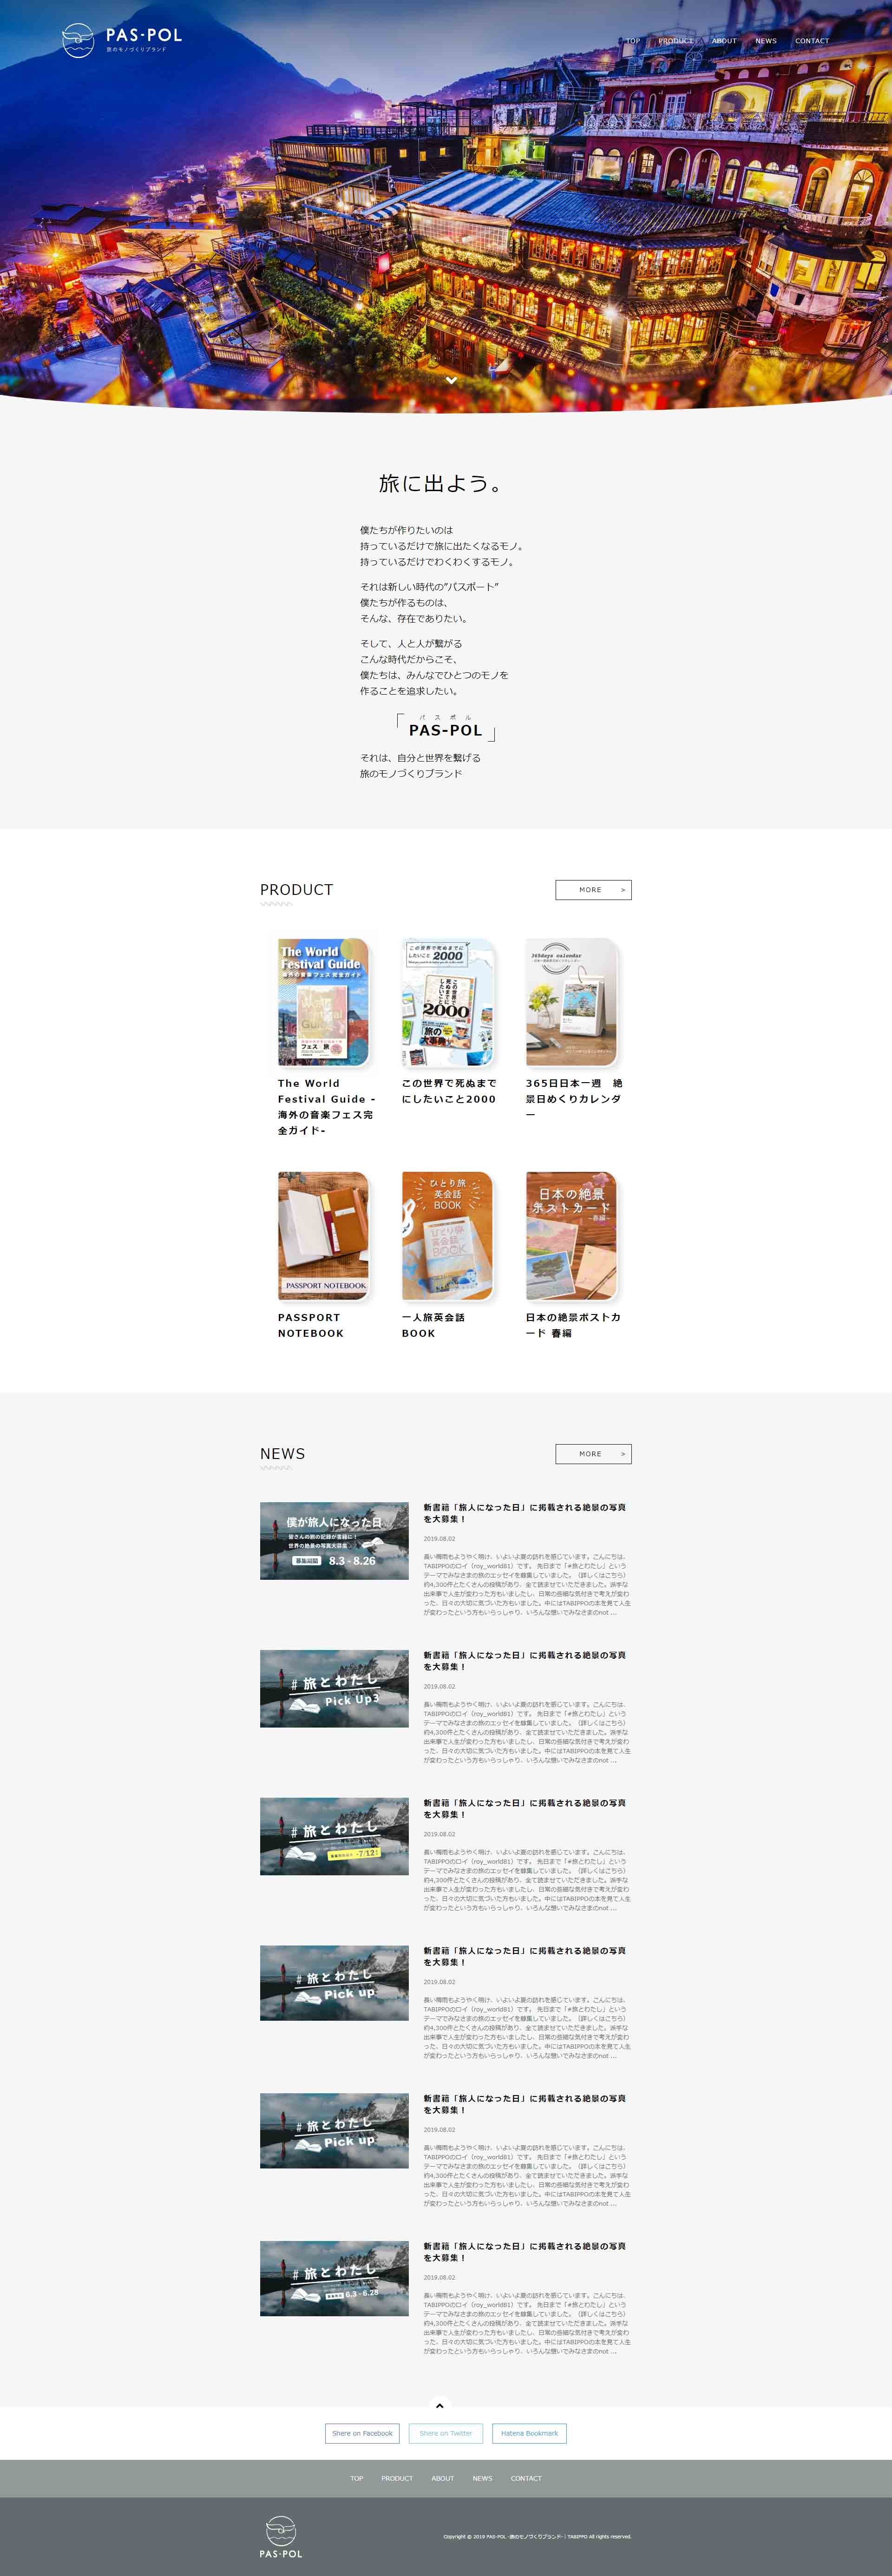 PAS-POL
旅のモノづくりブランド
TOP PRODUCT ABOUT NEWS CONTACT
旅に出よう。
僕たちが作りたいのは
持っているだけで旅に出たくなるモノ。
持っているだけでわくわくするモノ。
それは新しい時代の"パスポート"
僕たちが作るものは、
そんな、存在でありたい。
そして、人と人が繋がる
こんな時代だからこそ、
僕たちは、みんなでひとつのモノを
作ることを追求したい。
パスポル
PAS-POL
それは、自分と世界を繋げる
旅のモノづくりブランド
PRODUCT
MORE >
The World
Festival Guide
海外の音楽フェス完全ガイド
この世界で死ぬまでに
したいこと 2000
365days calendar
The World
Festival Guide -
海外の音楽フェス完
全ガイド-
この世界で死ぬまで
にしたいこと2000
365日日本一週　絶
景日めくりカレンダ
ー
PASSPORT NOTEBOOK
ひとり旅
英会話
BOOK
日本の絶景
ポストカード
~春編~
PASSPORT
NOTEBOOK
一人旅英会話
BOOK
日本の絶景ポストカ
ード 春編
NEWS
MORE >
僕が旅人になった日
皆さんの旅の記録が書籍に!
世界の絶景の写真大募集
募集期間 8.3 - 8.26
新書籍「旅人になった日」に掲載される絶景の写真
を大募集！
2019.08.02
長い梅雨もようやく明け、いよいよ夏の訪れを感じています。こんにちは、
TABIPPOのロイ（roy_world81）です。 先日まで「#旅とわたし」という
テーマでみなさまの旅のエッセイを募集していました。（詳しくはこちら）
約4,300件とたくさんの投稿があり、全て読ませていただきました。派手な
出来事で人生が変わった方もいましたし、日常の些細な気付きで考えが変わ
った、日々の大切に気づいた方もいました。中にはTABIPPOの本を見て人生
が変わったという方もいらっしゃり、いろんな想いでみなさまのnot ...
#旅とわたし
Pick Up3
新書籍「旅人になった日」に掲載される絶景の写真
を大募集！
2019.08.02
長い梅雨もようやく明け、いよいよ夏の訪れを感じています。こんにちは、
TABIPPOのロイ（roy_world81）です。 先日まで「#旅とわたし」という
テーマでみなさまの旅のエッセイを募集していました。（詳しくはこちら）
約4,300件とたくさんの投稿があり、全て読ませていただきました。派手な
出来事で人生が変わった方もいましたし、日常の些細な気付きで考えが変わ
った、日々の大切に気づいた方もいました。中にはTABIPPOの本を見て人生
が変わったという方もいらっしゃり、いろんな想いでみなさまのnot ...
#旅とわたし
-7/12
新書籍「旅人になった日」に掲載される絶景の写真
を大募集！
2019.08.02
長い梅雨もようやく明け、いよいよ夏の訪れを感じています。こんにちは、
TABIPPOのロイ（roy_world81）です。 先日まで「#旅とわたし」という
テーマでみなさまの旅のエッセイを募集していました。（詳しくはこちら）
約4,300件とたくさんの投稿があり、全て読ませていただきました。派手な
出来事で人生が変わった方もいましたし、日常の些細な気付きで考えが変わ
った、日々の大切に気づいた方もいました。中にはTABIPPOの本を見て人生
が変わったという方もいらっしゃり、いろんな想いでみなさまのnot ...
#旅とわたし
Pick up
新書籍「旅人になった日」に掲載される絶景の写真
を大募集！
2019.08.02
長い梅雨もようやく明け、いよいよ夏の訪れを感じています。こんにちは、
TABIPPOのロイ（roy_world81）です。 先日まで「#旅とわたし」という
テーマでみなさまの旅のエッセイを募集していました。（詳しくはこちら）
約4,300件とたくさんの投稿があり、全て読ませていただきました。派手な
出来事で人生が変わった方もいましたし、日常の些細な気付きで考えが変わ
った、日々の大切に気づいた方もいました。中にはTABIPPOの本を見て人生
が変わったという方もいらっしゃり、いろんな想いでみなさまのnot ...
#旅とわたし
Pick up
新書籍「旅人になった日」に掲載される絶景の写真
を大募集！
2019.08.02
長い梅雨もようやく明け、いよいよ夏の訪れを感じています。こんにちは、
TABIPPOのロイ（roy_world81）です。 先日まで「#旅とわたし」という
テーマでみなさまの旅のエッセイを募集していました。（詳しくはこちら）
約4,300件とたくさんの投稿があり、全て読ませていただきました。派手な
出来事で人生が変わった方もいましたし、日常の些細な気付きで考えが変わ
った、日々の大切に気づいた方もいました。中にはTABIPPOの本を見て人生
が変わったという方もいらっしゃり、いろんな想いでみなさまのnot ...
#旅とわたし
6.3 - 6.28
新書籍「旅人になった日」に掲載される絶景の写真
を大募集！
2019.08.02
長い梅雨もようやく明け、いよいよ夏の訪れを感じています。こんにちは、
TABIPPOのロイ（roy_world81）です。 先日まで「#旅とわたし」という
テーマでみなさまの旅のエッセイを募集していました。（詳しくはこちら）
約4,300件とたくさんの投稿があり、全て読ませていただきました。派手な
出来事で人生が変わった方もいましたし、日常の些細な気付きで考えが変わ
った、日々の大切に気づいた方もいました。中にはTABIPPOの本を見て人生
が変わったという方もいらっしゃり、いろんな想いでみなさまのnot ...
Shere on Facebook
Shere on Twitter
Hatena Bookmark
TOP PRODUCT ABOUT NEWS CONTACT
PAS-POL
Copyright © 2019 PAS-POL -旅のモノづくりブランド- | TABIPPO All rights reserved.